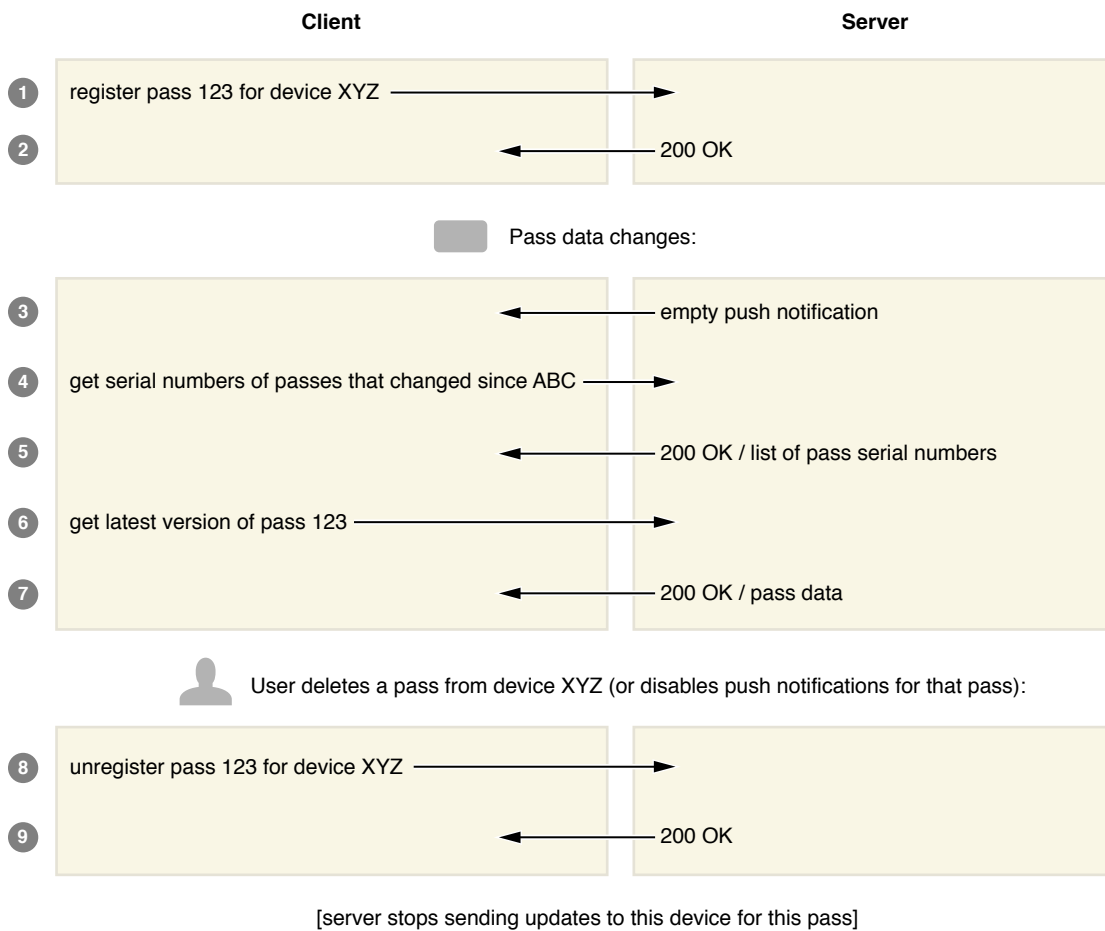 Client Server
1 register pass 123 for device XYZ
2 200 OK
Pass data changes:
3 empty push notification
4 get serial numbers of passes that changed since ABC
5 200 OK / list of pass serial numbers
6 get latest version of pass 123
7 200 OK / pass data
User deletes a pass from device XYZ (or disables push notifications for that pass):
8 unregister pass 123 for device XYZ
9 200 OK
[server stops sending updates to this device for this pass]